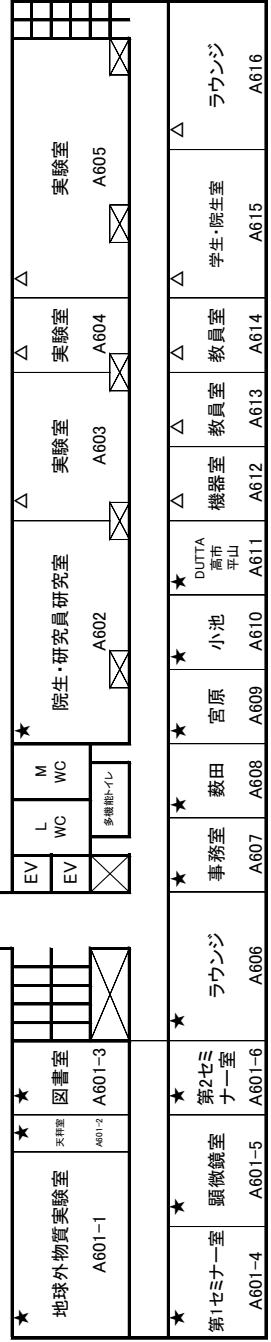 地球外物質実験室
A601-1
天秤室
A601-2
図書室
A601-3
EV
EV
L
WC
M
WC
多機能トイレ
院生・研究員研究室
A602
実験室
A603
実験室
A604
実験室
A605
第1セミナー室
A601-4
顕微鏡室
A601-5
第2セミ
ナー室
A601-6
ラウンジ
A606
事務室
A607
薮田
A608
宮原
A609
小池
A610
DUTTA
高市
平山
A611
機器室
A612
教員室
A613
教員室
A614
学生・院生室
A615
ラウンジ
A616